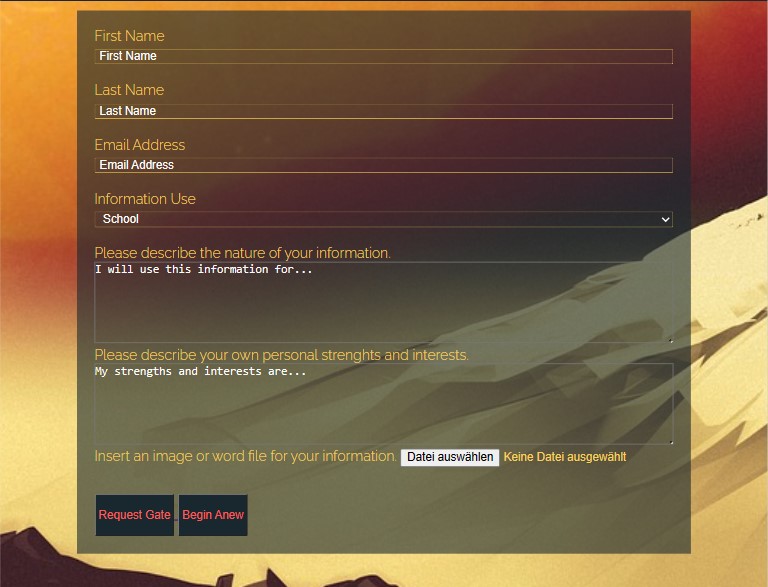 First Name
First Name
Last Name
Last Name
Email Address
Email Address
Information Use
School
Please describe the nature of your information.
I will use this information for...
Please describe your own personal strenghts and interests.
My strengths and interests are...
Insert an image or word file for your information. Datei auswählen Keine Datei ausgewählt
Request Gate Begin Anew